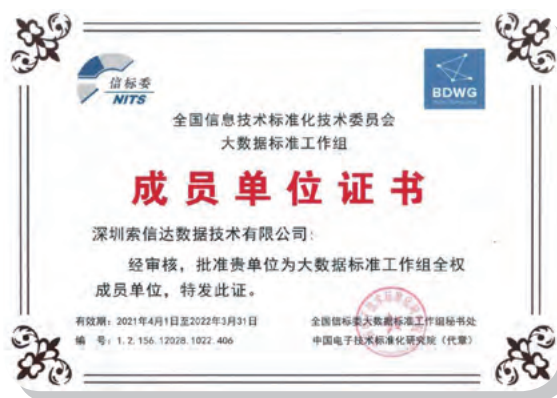 信标委
NITS
BDWG
全国信息技术标准化技术委员会
大数据标准工作组
成员单位证书
深圳索信达数据技术有限公司：
经审核，批准贵单位为大数据标准工作组全权
成员单位，特发此证。
有效期：2021年4月1日至2022年3月31日
编 号：1.2.156.12028.1022.406
全国信标委大数据标准工作组秘书处
中国电子技术标准化研究院（代章）